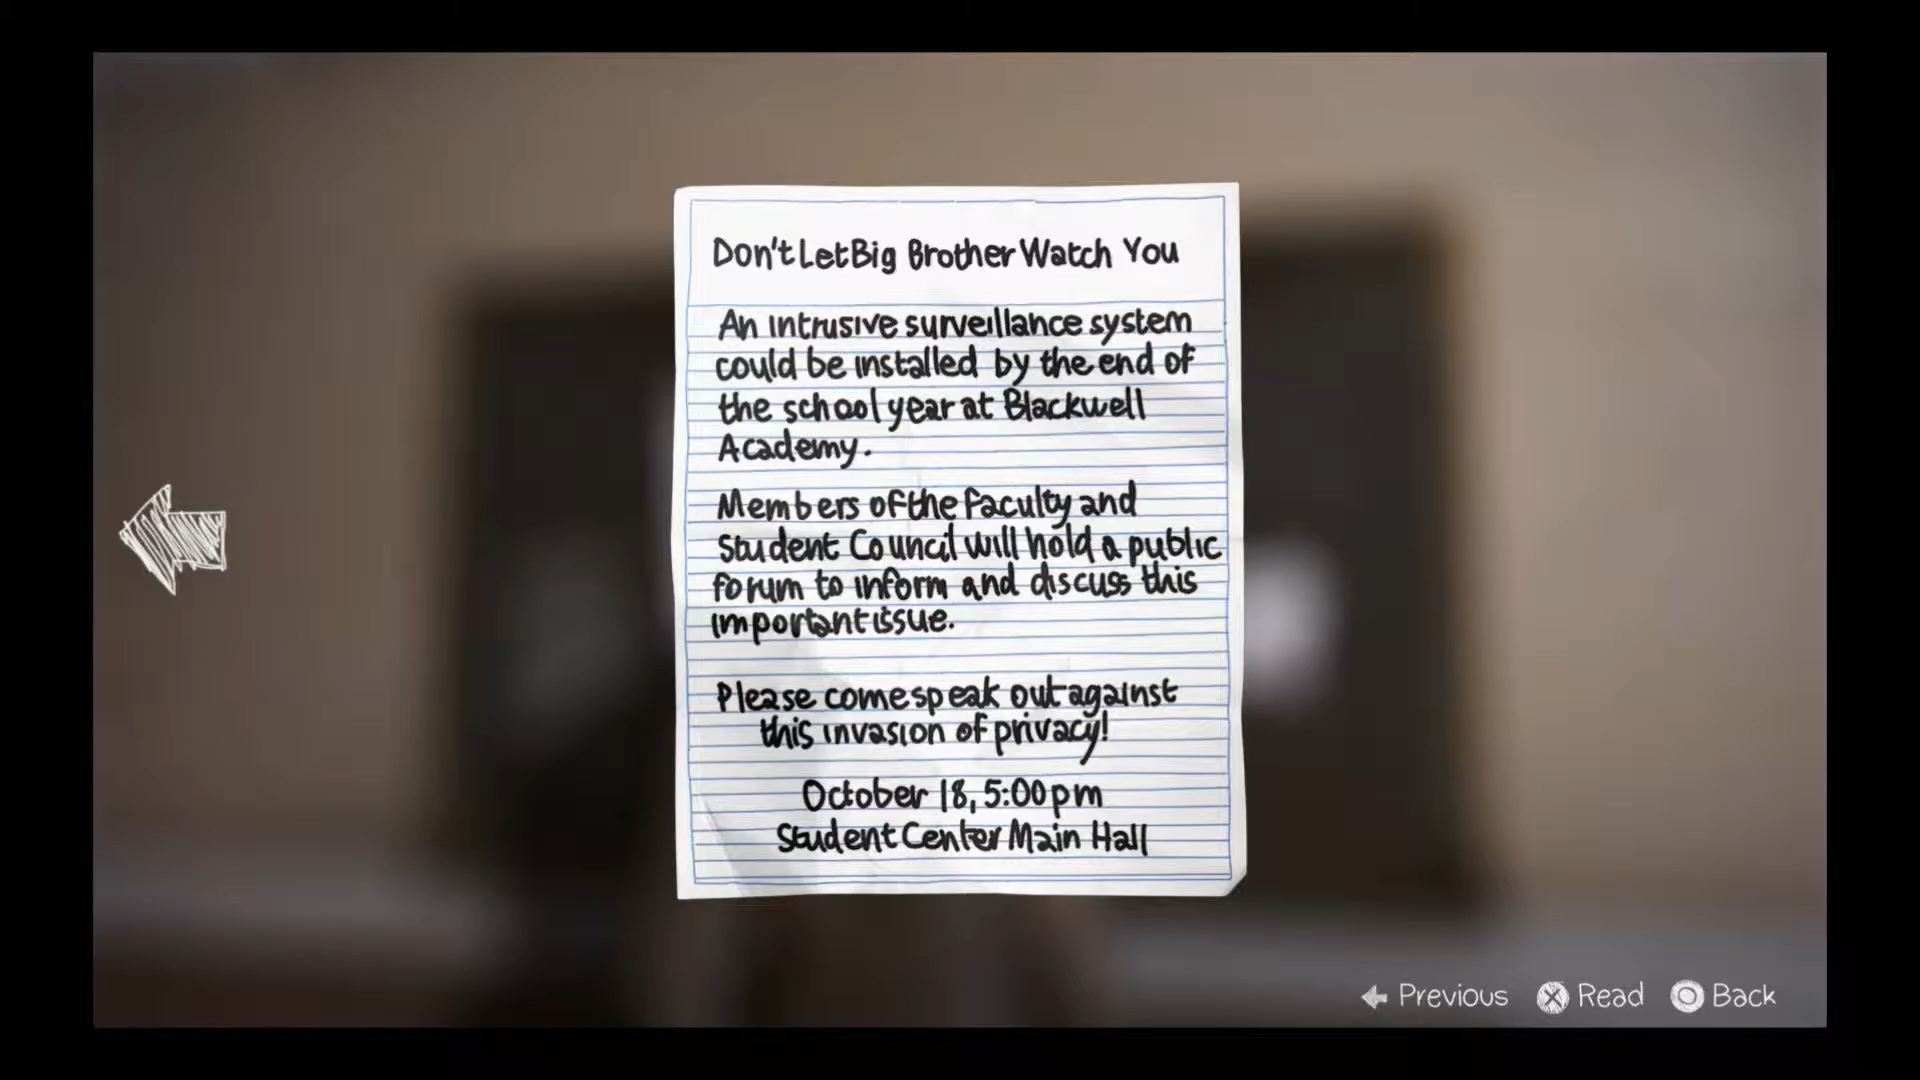 Don't Let Big Brother Watch You
An intrusive surveillance system
could be installed by the end of
the school year at Blackwell
Academy.
Members of the faculty and
Student Council will hold a public
forum to inform and discuss this
important issue.
Please come speak out against
this invasion of privacy!
October 18, 5:00pm
Student Center Main Hall
Previous Read Back